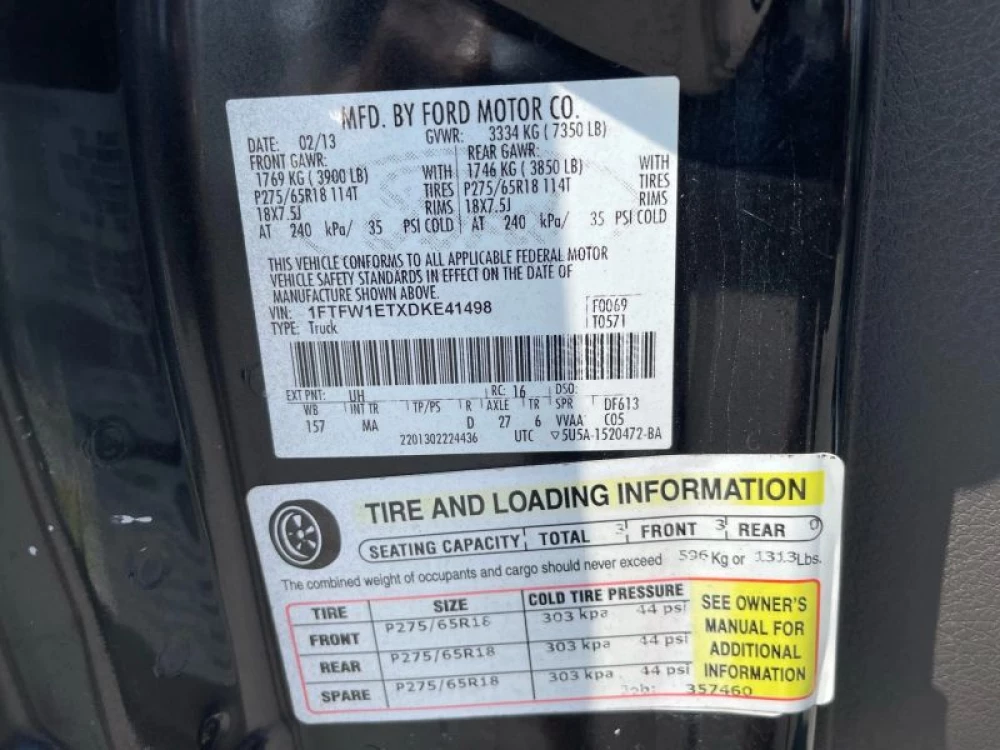 MFD. BY FORD MOTOR CO.
DATE: 02/13 GVWR: 3334 KG ( 7350 LB)
FRONT GAWR: REAR GAWR:
1769 KG ( 3900 LB) WITH 1746 KG ( 3850 LB) WITH
P275/65R18 114T TIRES P275/65R18 114T TIRES
18X7.5J RIMS 18X7.5J RIMS
AT 240 kPa/ 35 PSI COLD AT 240 kPa/ 35 PSI COLD
THIS VEHICLE CONFORMS TO ALL APPLICABLE FEDERAL MOTOR
VEHICLE SAFETY STANDARDS IN EFFECT ON THE DATE OF
MANUFACTURE SHOWN ABOVE.
VIN: 1FTFW1ETXDKE41498 F0069
TYPE: Truck T0571
EXT PNT: UH RC: 16 DSO:
WB INT TR TP/PS R AXLE TR SPR DF613
157 MA D 27 6 VVAA C05
2201302224436 UTC ▽5U5A-1520472-BA
TIRE AND LOADING INFORMATION
SEATING CAPACITY TOTAL 3 FRONT 3 REAR 0
The combined weight of occupants and cargo should never exceed 596 Kg or 1313 Lbs.
TIRE SIZE COLD TIRE PRESSURE
FRONT P275/65R18 303 kpa 44 psi
REAR P275/65R18 303 kpa 44 psi
SPARE P275/65R18 303 kpa 44 psi
SEE OWNER'S
MANUAL FOR
ADDITIONAL
INFORMATION
Job: 357460